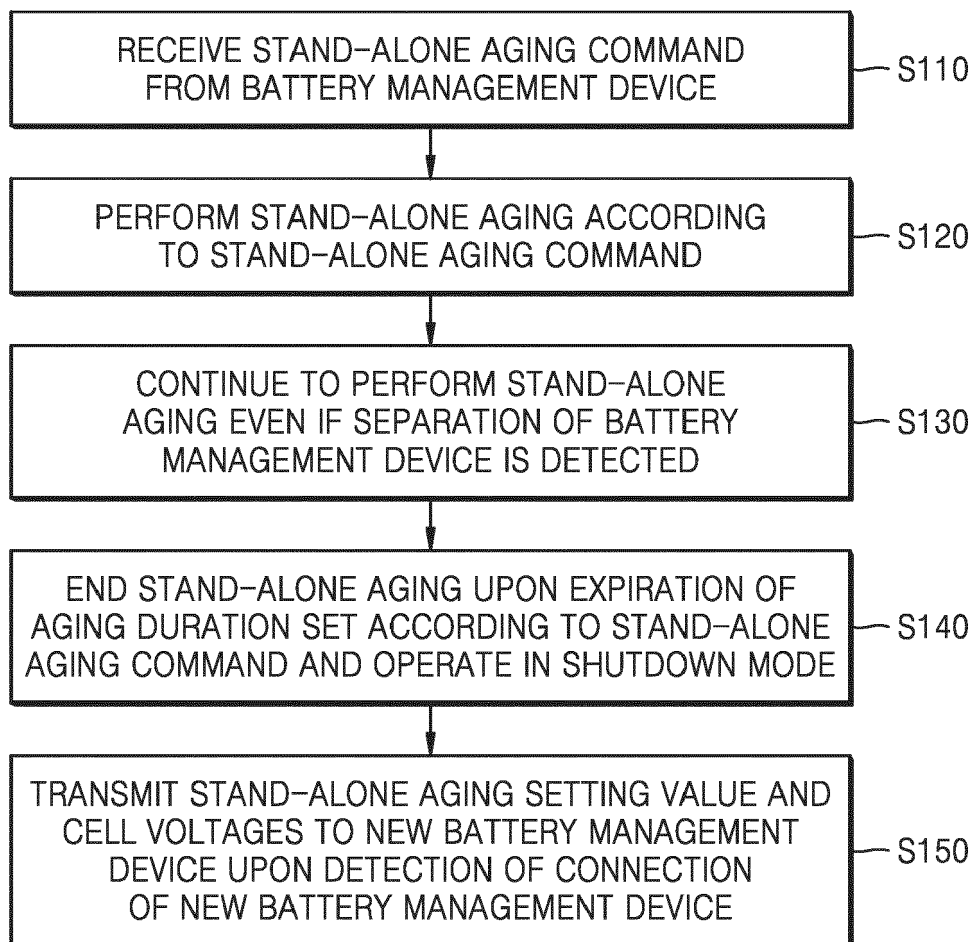 RECEIVE STAND-ALONE AGING COMMAND
FROM BATTERY MANAGEMENT DEVICE
S110
PERFORM STAND-ALONE AGING ACCORDING
TO STAND-ALONE AGING COMMAND
S120
CONTINUE TO PERFORM STAND-ALONE
AGING EVEN IF SEPARATION OF BATTERY
MANAGEMENT DEVICE IS DETECTED
S130
END STAND-ALONE AGING UPON EXPIRATION OF
AGING DURATION SET ACCORDING TO STAND-ALONE
AGING COMMAND AND OPERATE IN SHUTDOWN MODE
S140
TRANSMIT STAND-ALONE AGING SETTING VALUE AND
CELL VOLTAGES TO NEW BATTERY MANAGEMENT
DEVICE UPON DETECTION OF CONNECTION
OF NEW BATTERY MANAGEMENT DEVICE
S150